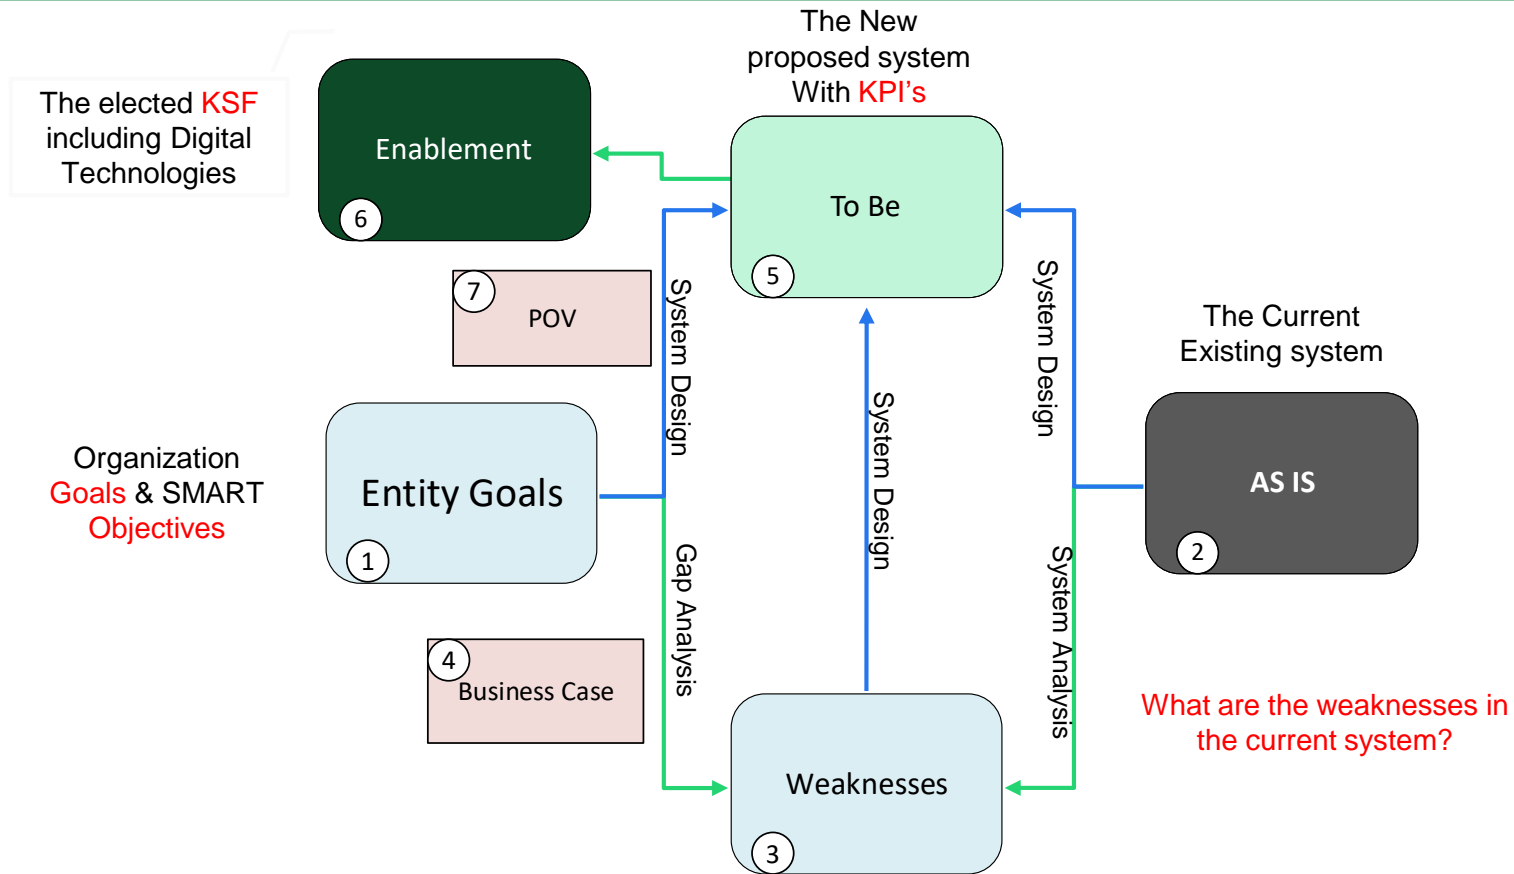 The New
proposed system
With KPI's
The elected KSF
including Digital
Technologies
Enablement
6
To Be
5
7
POV
System Design
System Design
System Design
The Current
Existing system
Organization
Goals & SMART
Objectives
Entity Goals
1
AS IS
2
Gap Analysis
System Analysis
4
Business Case
What are the weaknesses in
the current system?
Weaknesses
3